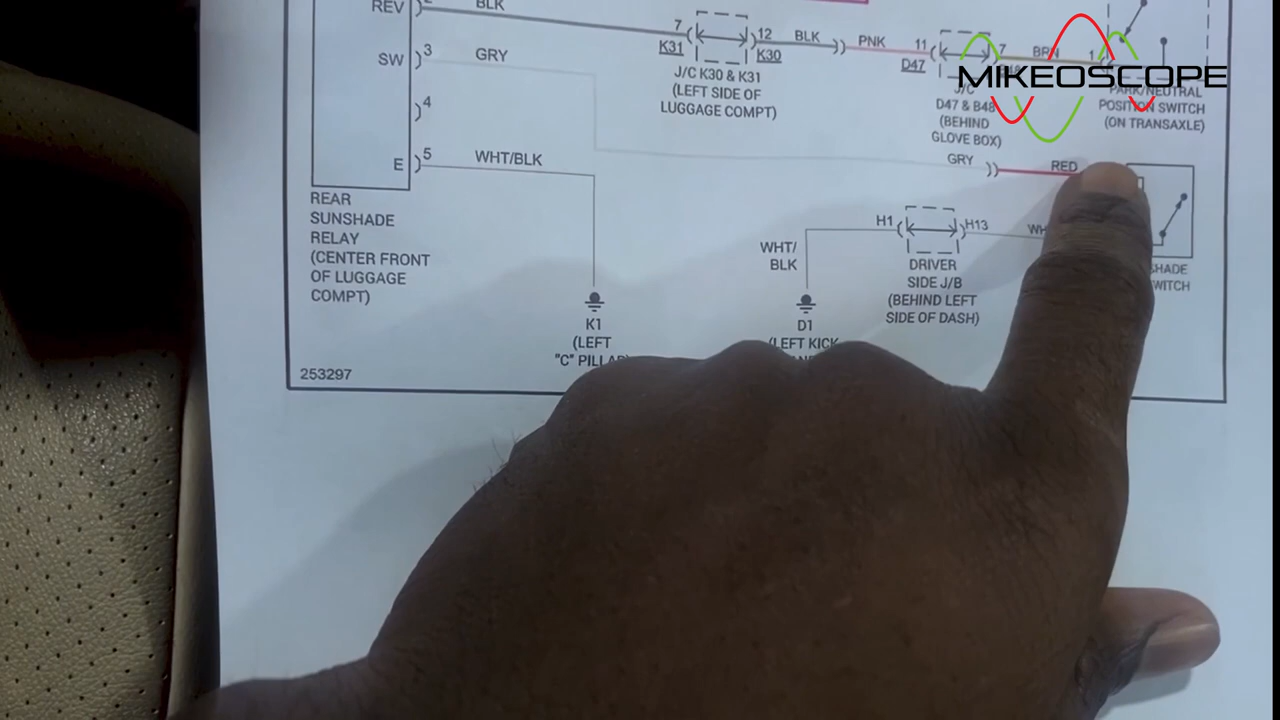 REV
BLK
7
K31
12
K30
BLK
PNK
11
D47
7
BRN
1
MIKEOSCOPE
SW
3
GRY
J/C K30 & K31
(LEFT SIDE OF
LUGGAGE COMPT)
J/C
D47 & B48
(BEHIND
GLOVE BOX)
PARK/NEUTRAL
POSITION SWITCH
(ON TRANSAXLE)
4
E
5
WHT/BLK
GRY
RED
REAR
SUNSHADE
RELAY
(CENTER FRONT
OF LUGGAGE
COMPT)
WHT/
BLK
H1
H13
WH
DRIVER
SIDE J/B
(BEHIND LEFT
SIDE OF DASH)
HADE
WITCH
K1
(LEFT
"C" PILLAR)
D1
(LEFT KICK
253297